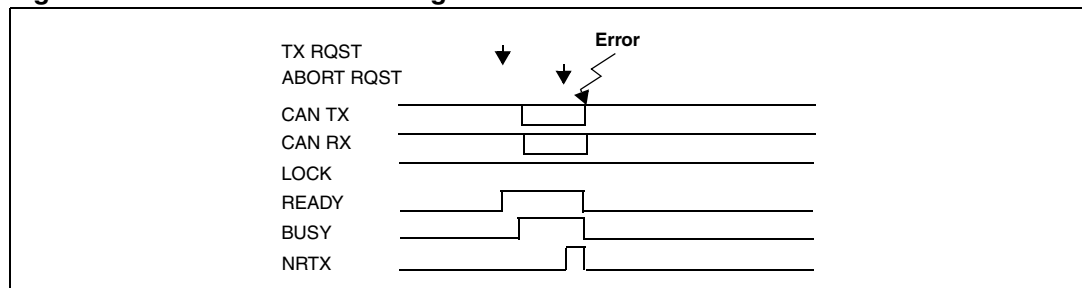 Error
TX RQST
ABORT RQST
CAN TX
CAN RX
LOCK
READY
BUSY
NRTX